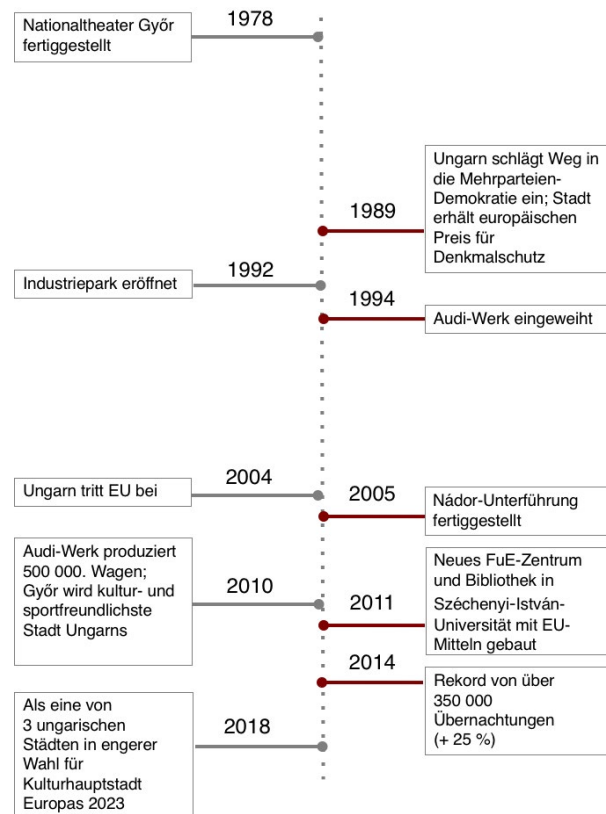 Nationaltheater Győr
fertiggestellt
1978
1989
Ungarn schlägt Weg in
die Mehrparteien-
Demokratie ein; Stadt
erhält europäischen
Preis für
Denkmalschutz
1992
Industriepark eröffnet
1994
Audi-Werk eingeweiht
2004
Ungarn tritt EU bei
2005
Nádor-Unterführung
fertiggestellt
Audi-Werk produziert
500 000. Wagen;
Győr wird kultur- und
sportfreundlichste
Stadt Ungarns
2010
2011
Neues FuE-Zentrum
und Bibliothek in
Széchenyi-István-
Universität mit EU-
Mitteln gebaut
2014
Rekord von über
350 000
Übernachtungen
(+ 25 %)
Als eine von
3 ungarischen
Städten in engerer
Wahl für
Kulturhauptstadt
Europas 2023
2018